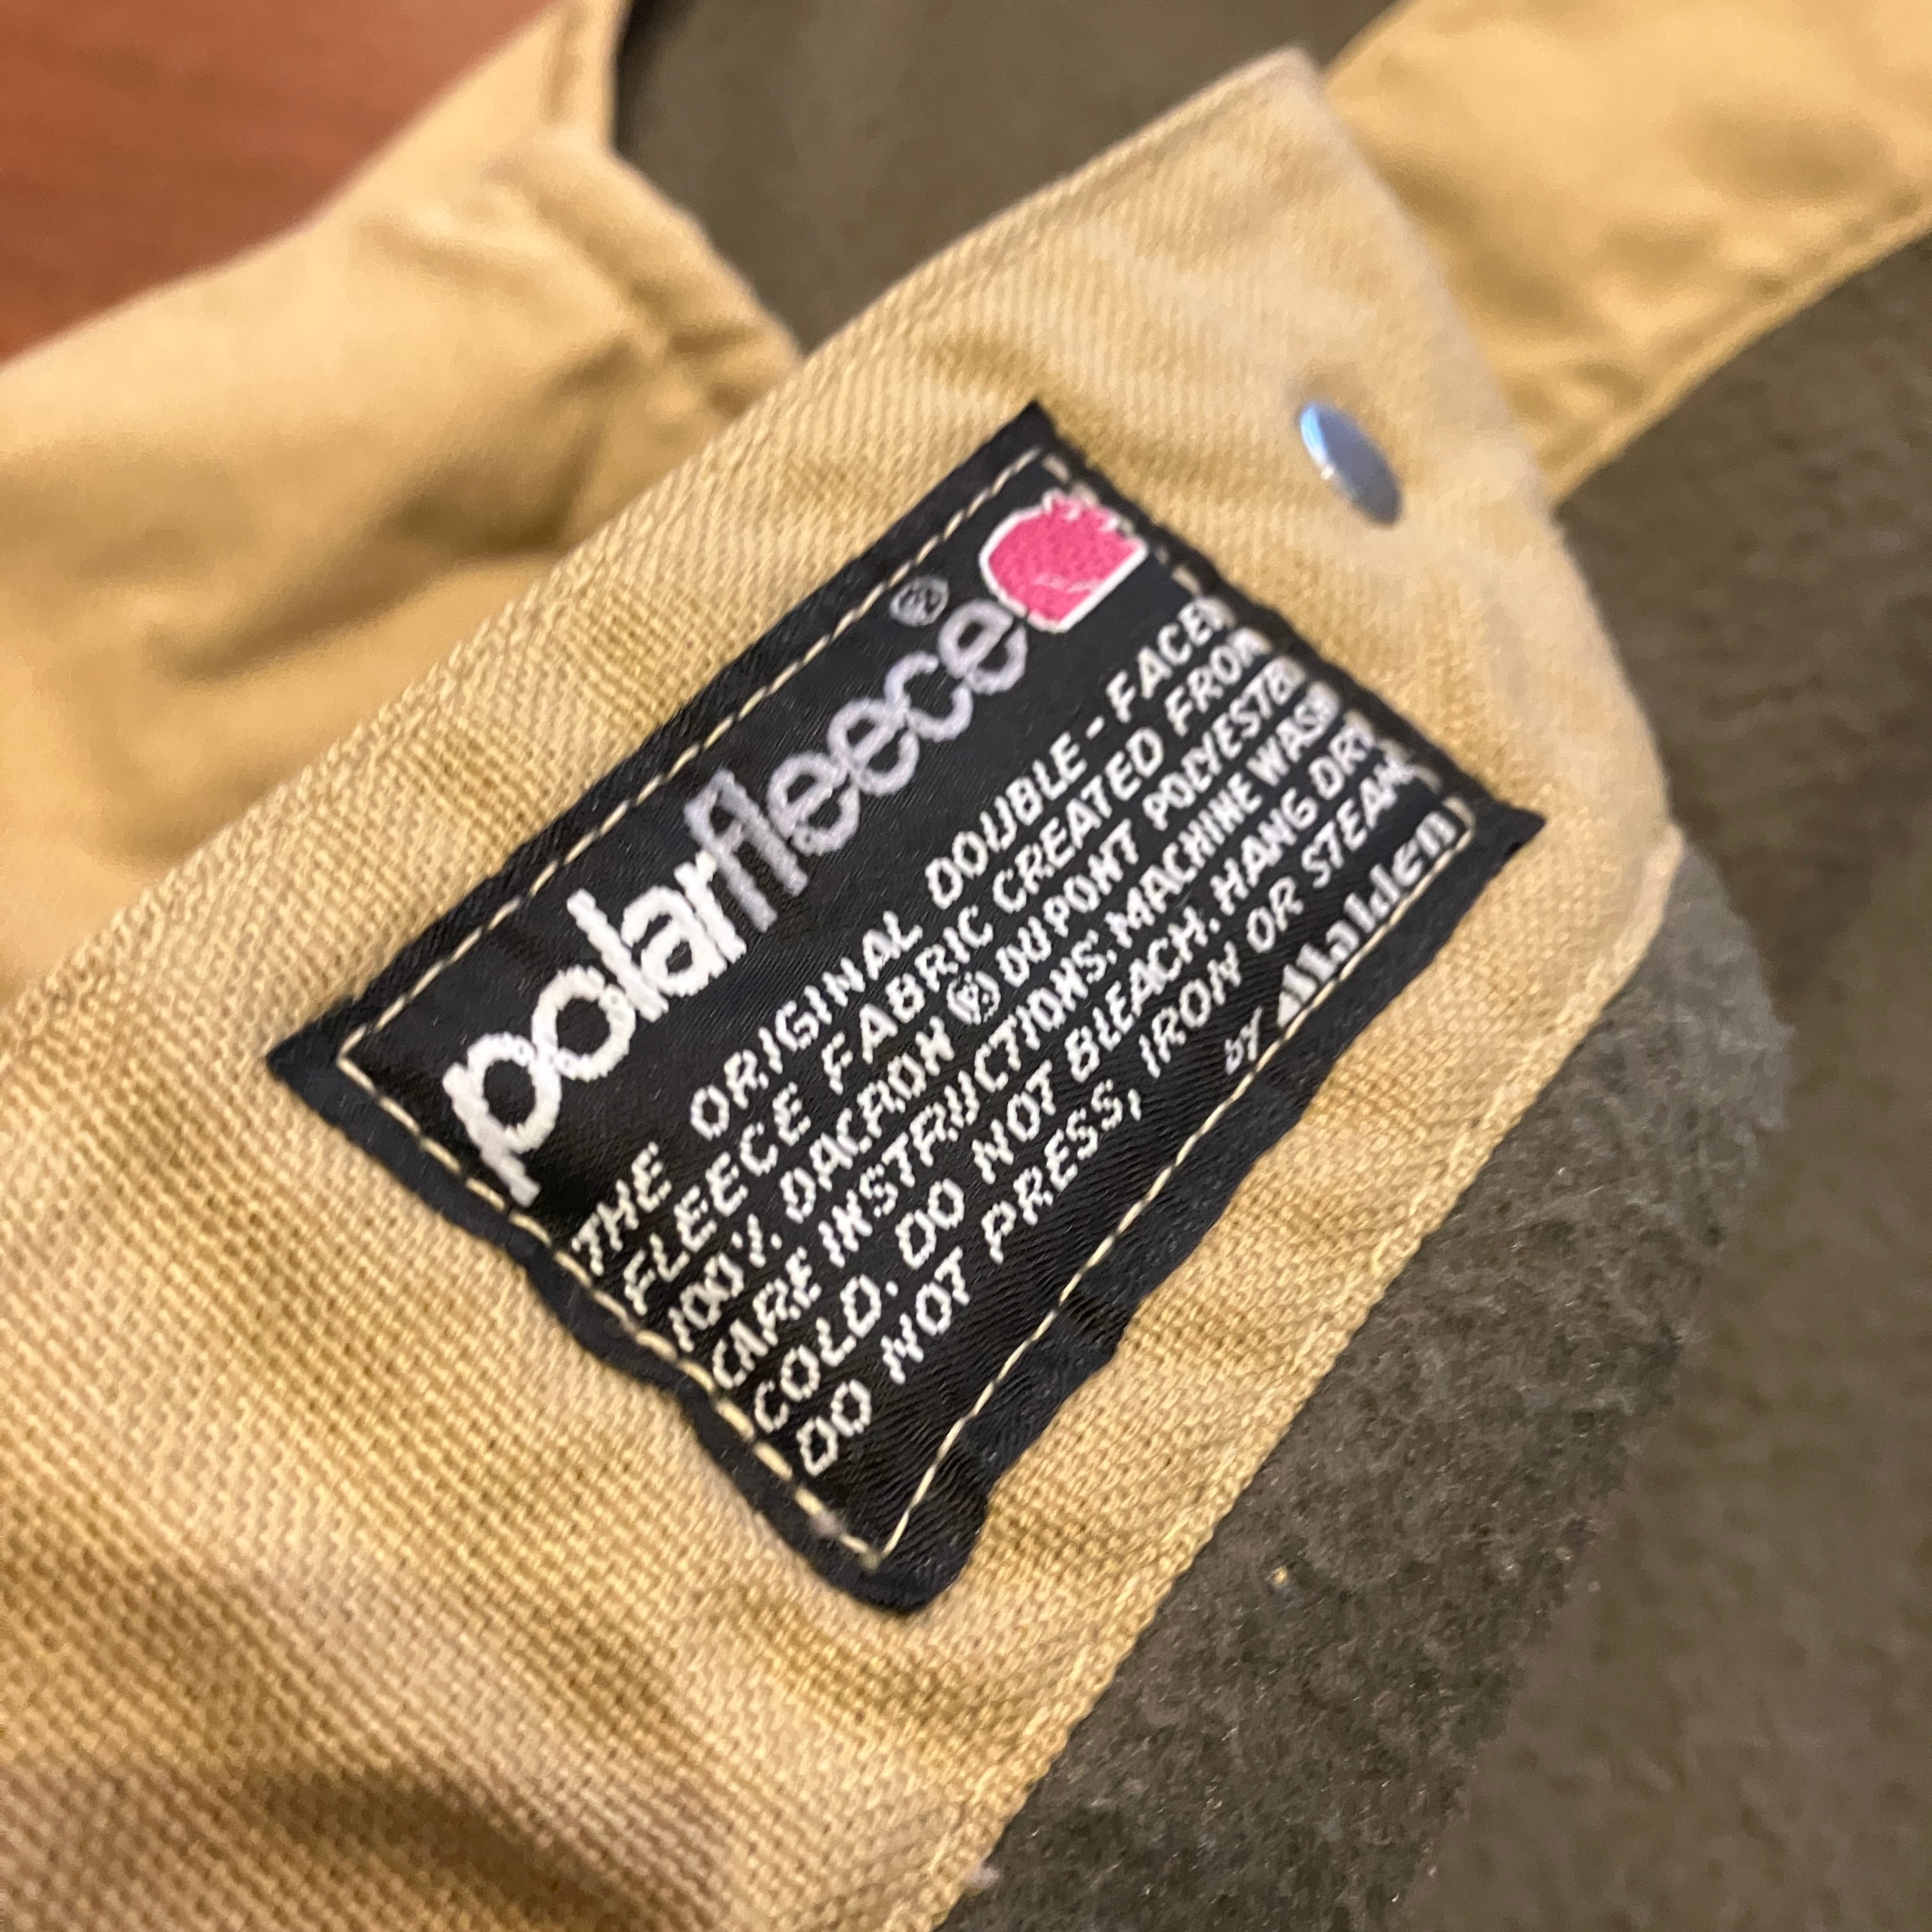 polarfleece®
THE ORIGINAL DOUBLE-FACED
FLEECE FABRIC CREATED FROM
100% DACRON ® DUPONT POLYESTER
CARE INSTRUCTIONS: MACHINE WASH
COLD. DO NOT BLEACH. HANG DRY.
DO NOT PRESS, IRON OR STEAM.
by Malden